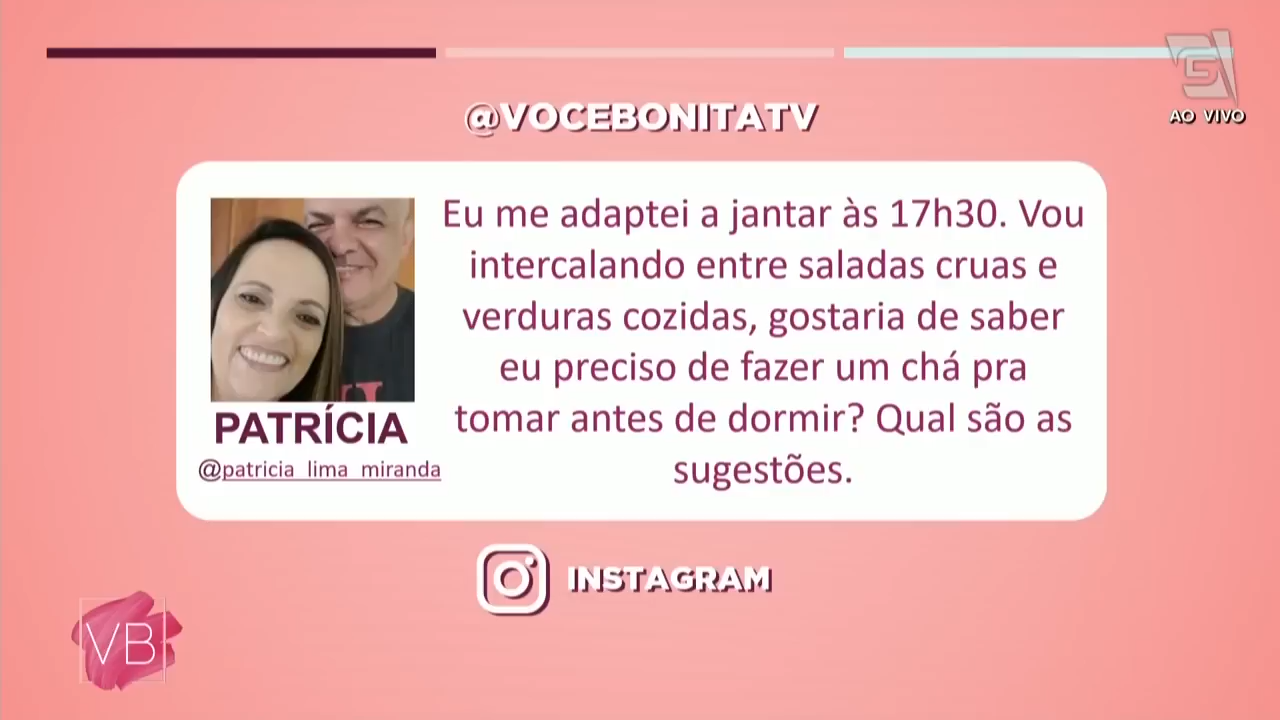 @VOCEBONITATV
AO VIVO
Eu me adaptei a jantar às 17h30. Vou
intercalando entre saladas cruas e
verduras cozidas, gostaria de saber
eu preciso de fazer um chá pra
tomar antes de dormir? Qual são as
sugestões.
PATRÍCIA
@patricia_lima_miranda
INSTAGRAM
VB